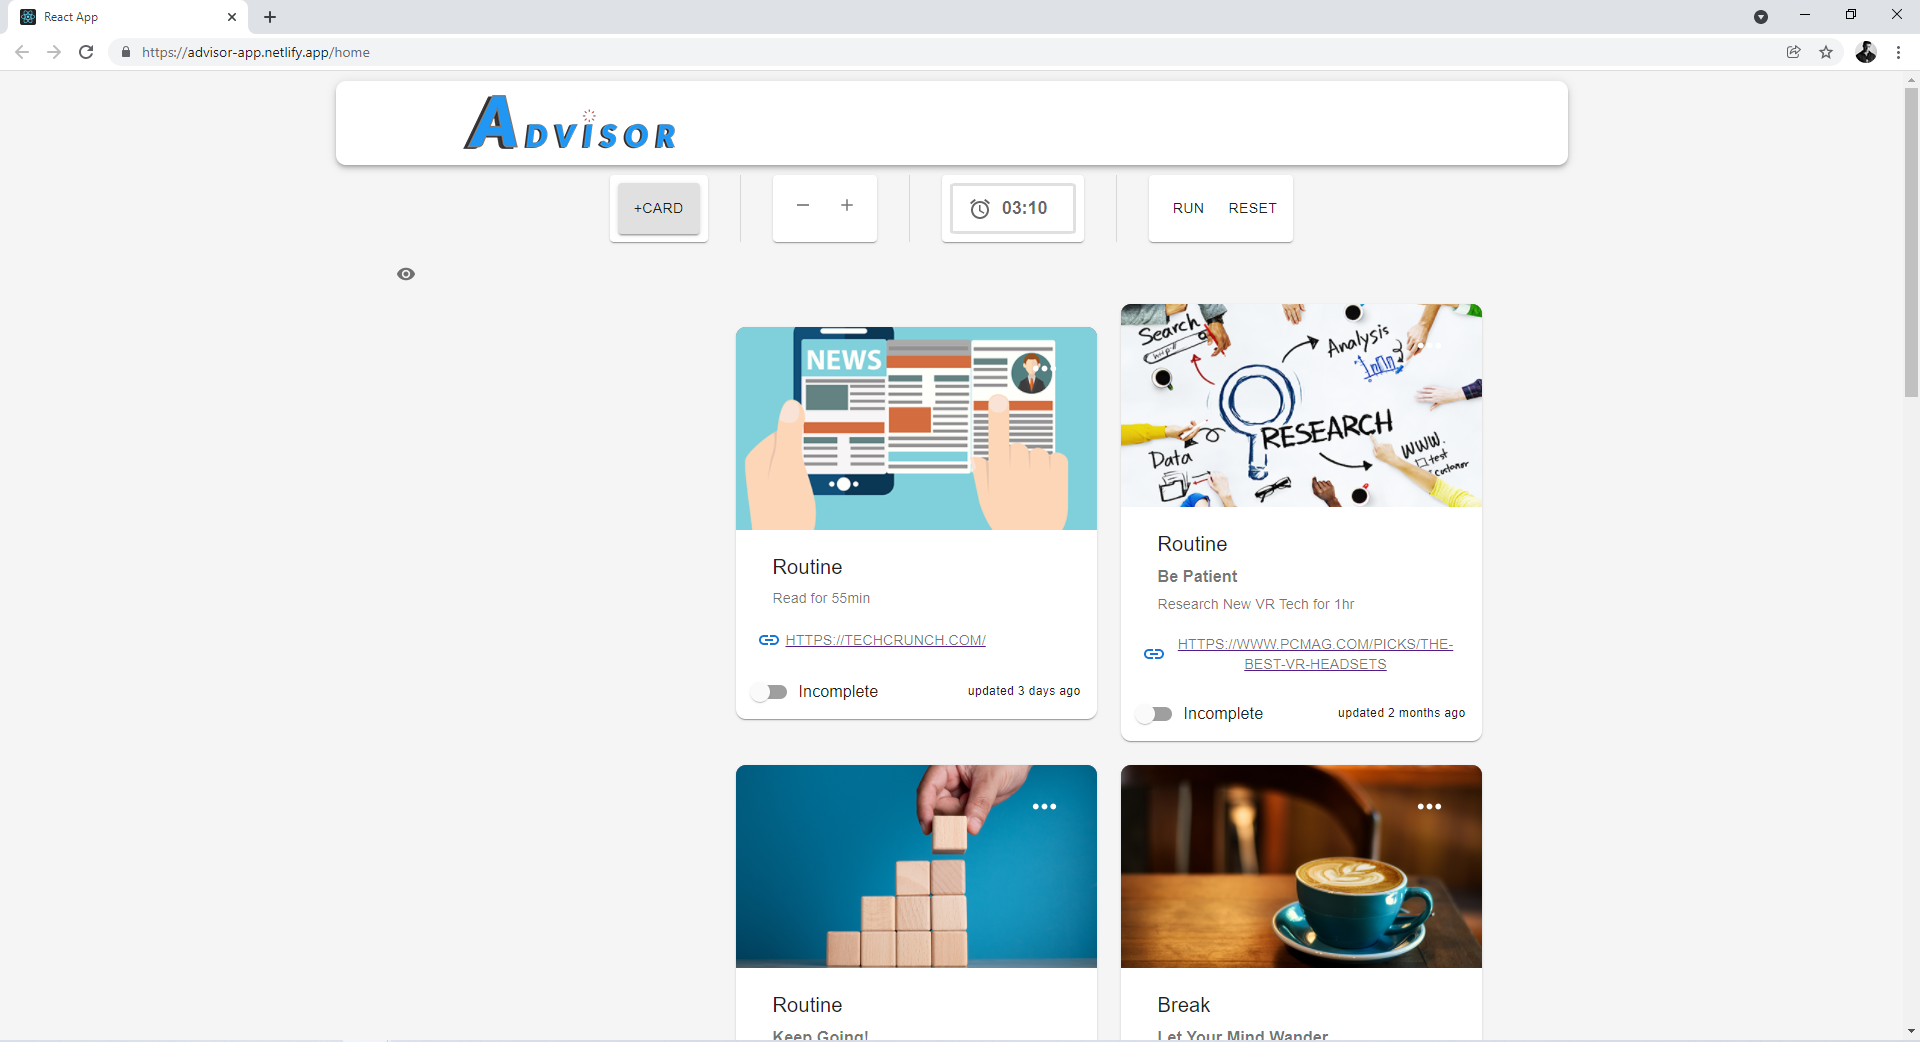 React App
https://advisor-app.netlify.app/home
ADVISOR
+CARD
03:10
RUN RESET
NEWS
Search
http://
Analysis
RESEARCH
Data
WWW.
test
customer
Routine
Read for 55min
HTTPS://TECHCRUNCH.COM/
Incomplete
updated 3 days ago
Routine
Be Patient
Research New VR Tech for 1hr
HTTPS://WWW.PCMAG.COM/PICKS/THE-
BEST-VR-HEADSETS
Incomplete
updated 2 months ago
Routine
Keep Going!
Break
Let Your Mind Wander